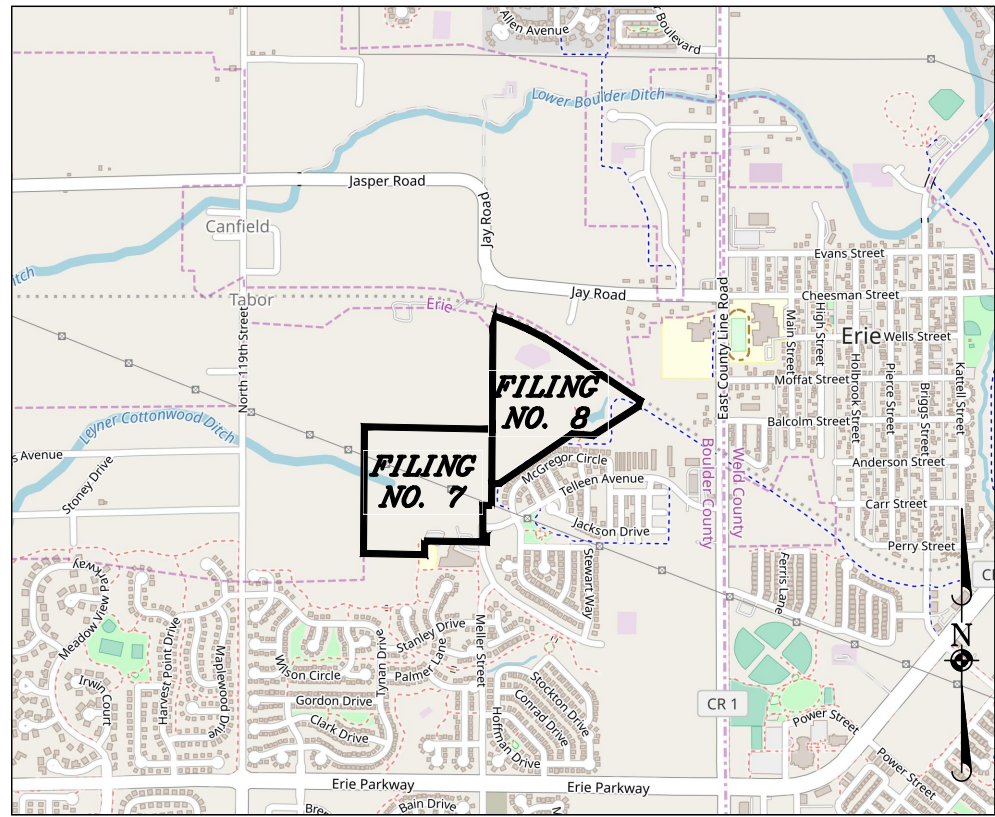 Allen Avenue
r Boulevard
Lower Boulder Ditch
Jasper Road
Jay Road
Canfield
itch
Tabor
Evans Street
Jay Road
Cheesman Street
Erie
North 119th Street
East County Line Road
Main Street
High Street
Erie
Wells Street
Holbrook Street
Pierce Street
Briggs Street
Kattell Street
Moffat Street
FILING
NO. 8
Balcolm Street
Leyner Cottonwood Ditch
s Avenue
Stoney Drive
FILING
NO. 7
McGregor Circle
Telleen Avenue
Jackson Drive
Boulder County
Weld County
Anderson Street
Carr Street
Perry Street
Stewart Way
Ferris Lane
CR
Meadow View Parkway
Harvest Point Drive
Maplewood Drive
Irwin Court
Wison Circle
Gordon Drive
Clark Drive
Tynan Drive
Stanley Drive
Palmer Lane
Meller Street
Hoffman Drive
Stockton Drive
Conrad Drive
N
CR 1
Power Street
Power Street
Erie Parkway
Erie Parkway
Bain Drive
Bre
N